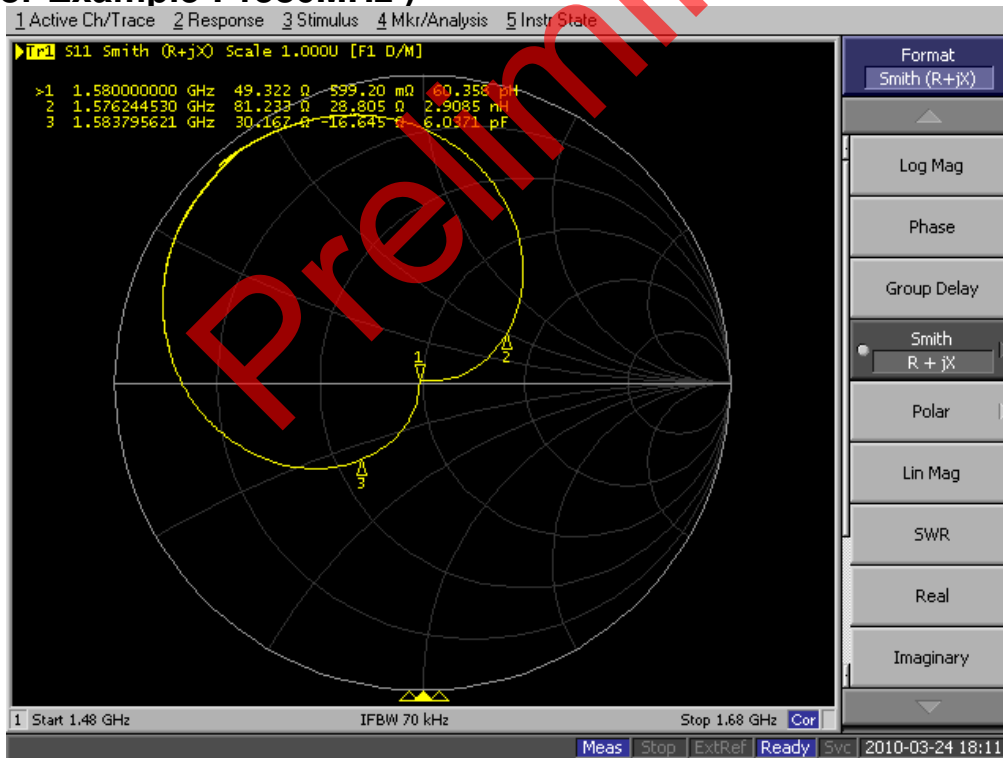 or Example : 1580MHz )
1 Active Ch/Trace 2 Response 3 Stimulus 4 Mkr/Analysis 5 Instr State
Tr1 S11 Smith (R+jX) Scale 1.000U [F1 D/M]
>1 1.580000000 GHz 49.322 Ω 599.20 mΩ 60.358 pH
2 1.576244530 GHz 81.233 Ω 28.805 Ω 2.9085 nH
3 1.583795621 GHz 30.167 Ω -16.645 Ω 6.0371 pF
1
2
3
Prelimin
Format
Smith (R+jX)
Log Mag
Phase
Group Delay
Smith
R + jX
Polar
Lin Mag
SWR
Real
Imaginary
1 Start 1.48 GHz IFBW 70 kHz Stop 1.68 GHz Cor
Meas Stop ExtRef Ready Svc 2010-03-24 18:11